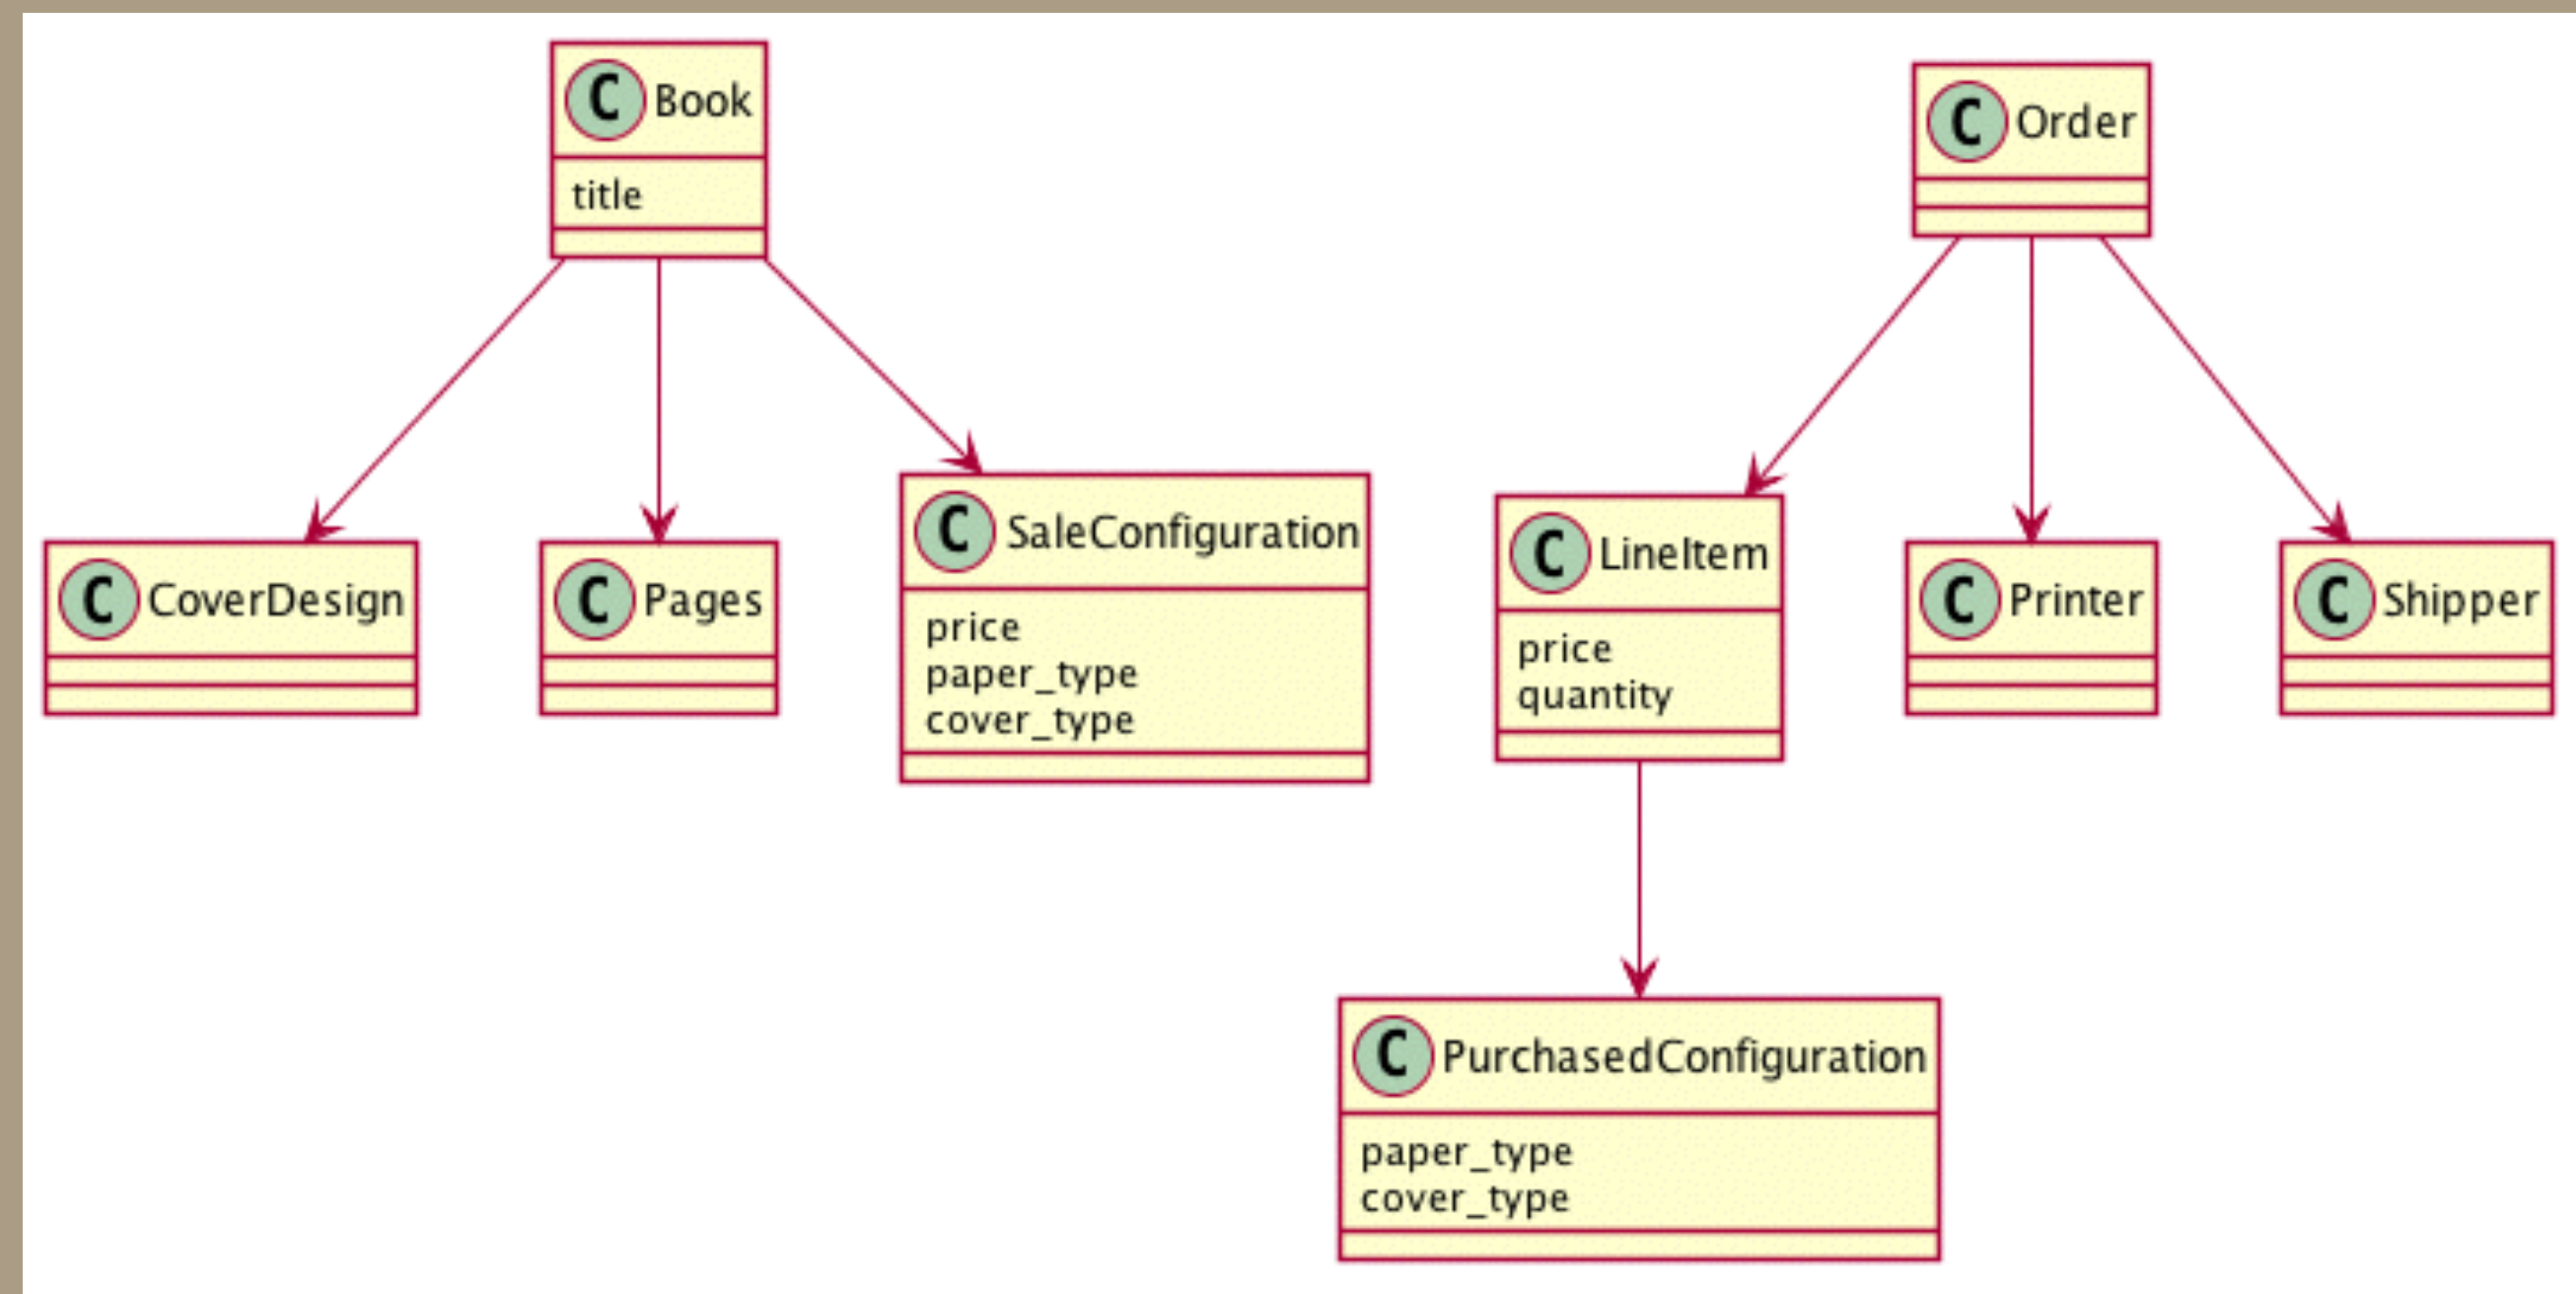 C Book
title
C Order
C CoverDesign
C Pages
C SaleConfiguration
price
paper_type
cover_type
C LineItem
price
quantity
C Printer
C Shipper
C PurchasedConfiguration
paper_type
cover_type